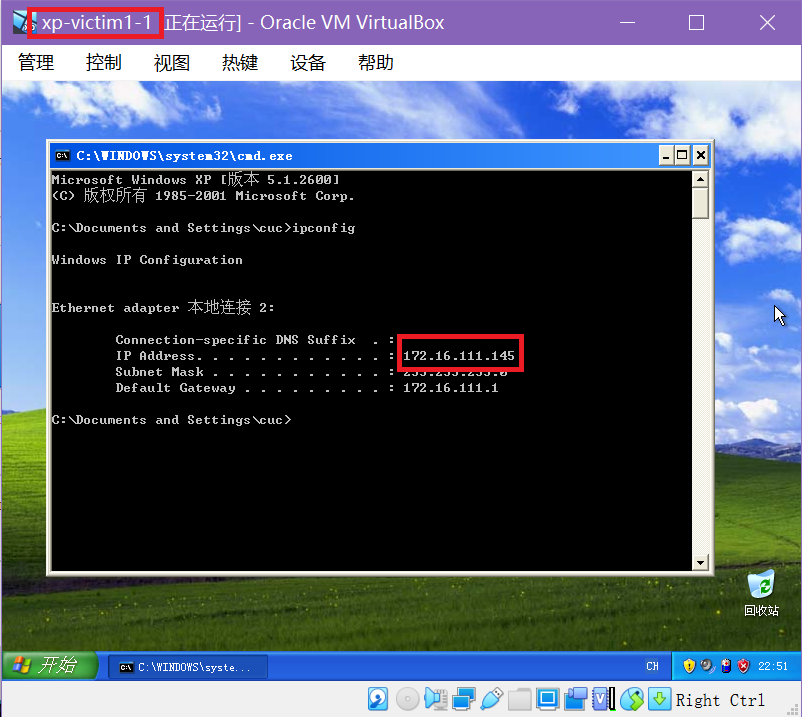 xp-victim1-1 [正在运行] - Oracle VM VirtualBox
管理 控制 视图 热键 设备 帮助
C:\WINDOWS\system32\cmd.exe
Microsoft Windows XP [版本 5.1.2600]
(C) 版权所有 1985-2001 Microsoft Corp.
C:\Documents and Settings\cuc>ipconfig
Windows IP Configuration
Ethernet adapter 本地连接 2:
Connection-specific DNS Suffix . :
IP Address. . . . . . . . . . . . : 172.16.111.145
Subnet Mask . . . . . . . . . . . : 255.255.255.0
Default Gateway . . . . . . . . . : 172.16.111.1
C:\Documents and Settings\cuc>
回收站
开始 C:\WINDOWS\syste... CH 22:51
Right Ctrl